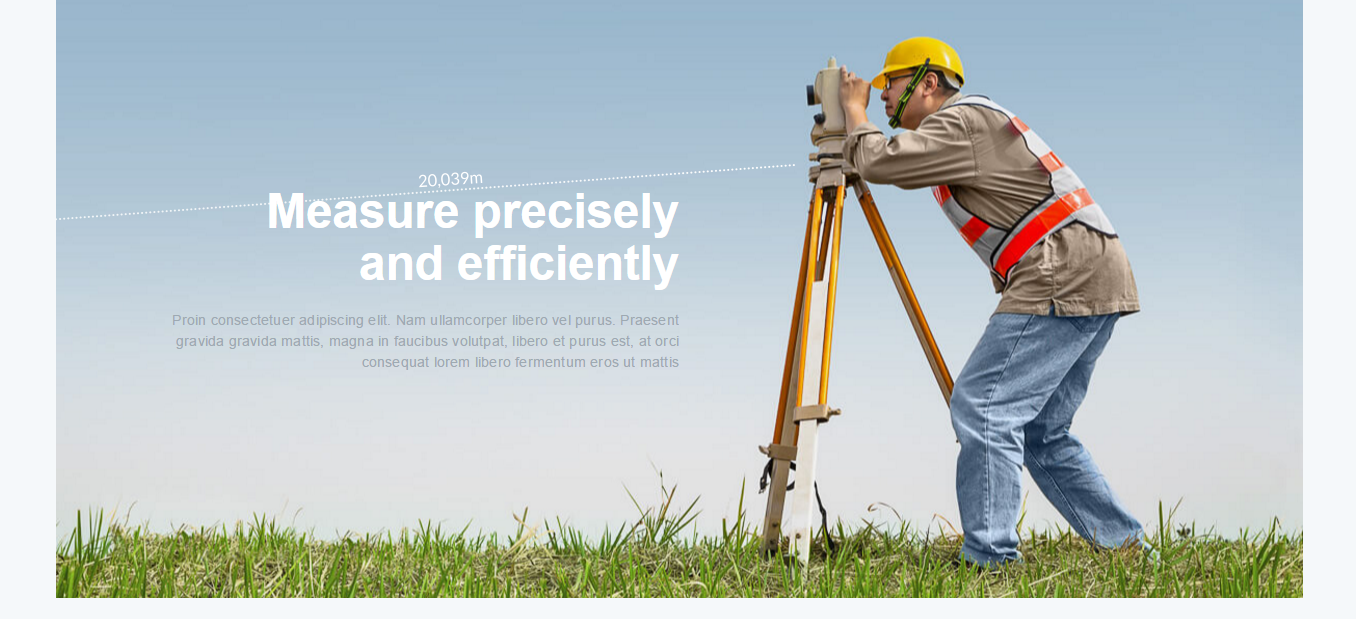 20,039m
Measure precisely
and efficiently
Proin consectetuer adipiscing elit. Nam ullamcorper libero vel purus. Praesent
gravida gravida mattis, magna in faucibus volutpat, libero et purus est, at orci
consequat lorem libero fermentum eros ut mattis